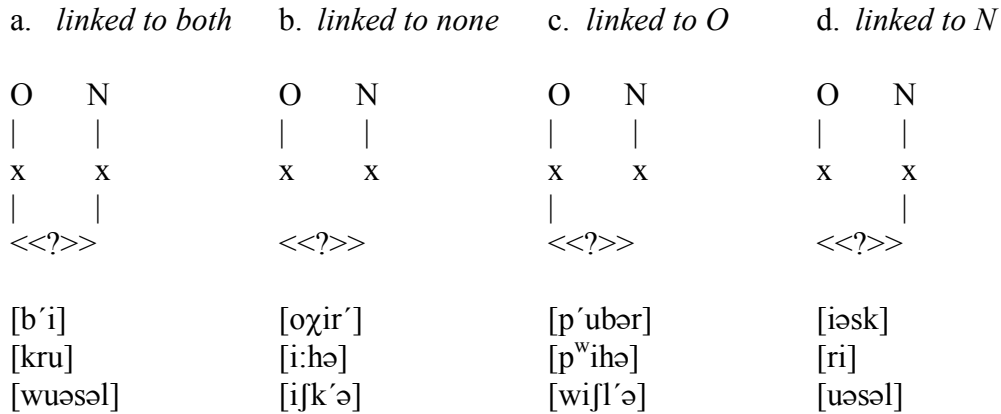 a. linked to both b. linked to none c. linked to O d. linked to N
O N O N O N O N
| | | | | | | |
x x x x x x x x
| | | |
<<?>> <<?>> <<?>> <<?>>
[b´i] [oχir´] [p´ubər] [iəsk]
[kru] [i:hə] [pʷihə] [ri]
[wuəsəl] [iʃk´ə] [wiʃl´ə] [uəsəl]